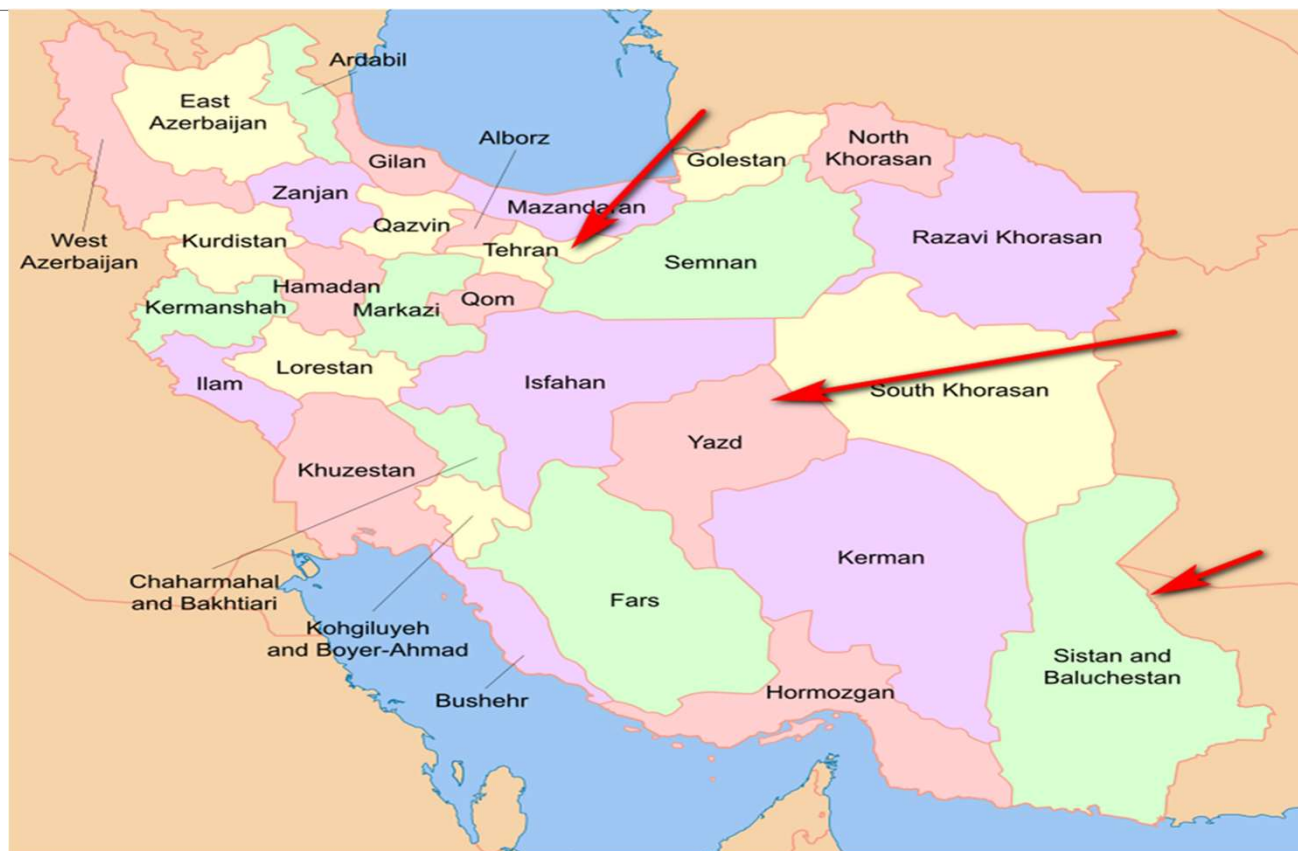 Ardabil
East
Azerbaijan
Alborz
North
Khorasan
Gilan
Golestan
Zanjan
Mazandaran
Qazvin
West
Azerbaijan
Kurdistan
Tehran
Razavi Khorasan
Semnan
Hamadan
Kermanshah
Markazi
Qom
Lorestan
Ilam
Isfahan
South Khorasan
Yazd
Khuzestan
Kerman
Chaharmahal
and Bakhtiari
Fars
Kohgiluyeh
and Boyer-Ahmad
Sistan and
Baluchestan
Bushehr
Hormozgan